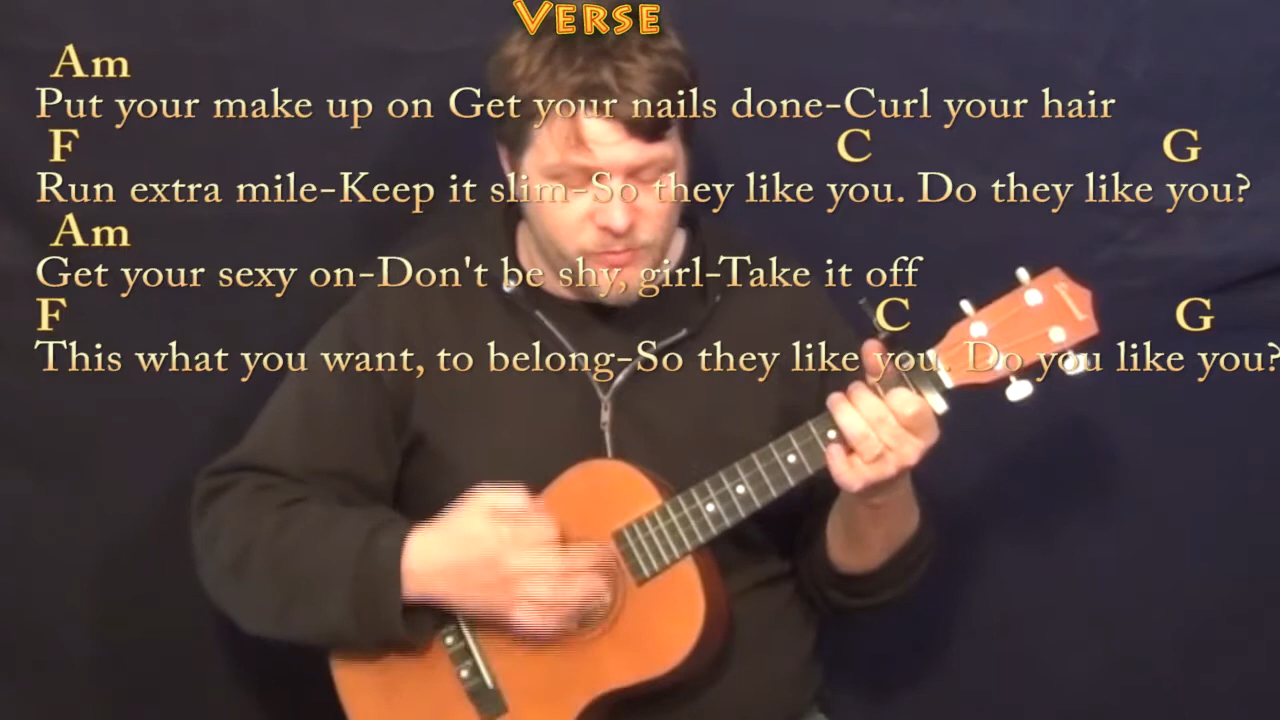 VERSE
Am
Put your make up on Get your nails done-Curl your hair
F C G
Run extra mile-Keep it slim-So they like you. Do they like you?
Am
Get your sexy on-Don't be shy, girl-Take it off
F C G
This what you want, to belong-So they like you. Do you like you?